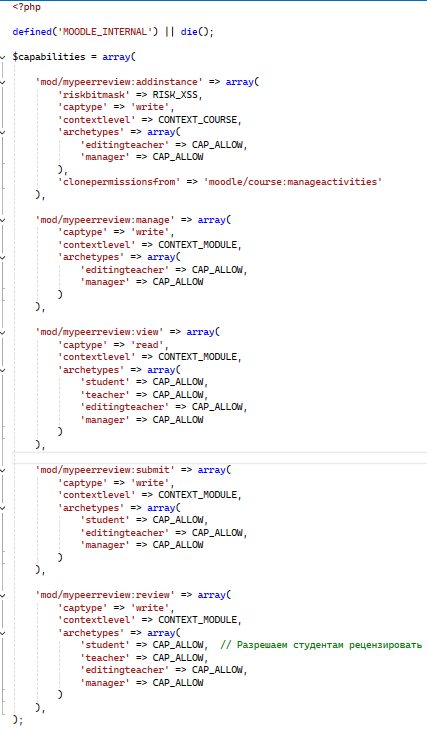 <?php
defined('MOODLE_INTERNAL') || die();
$capabilities = array(
'mod/mypeerreview:addinstance' => array(
'riskbitmask' => RISK_XSS,
'captype' => 'write',
'contextlevel' => CONTEXT_COURSE,
'archetypes' => array(
'editingteacher' => CAP_ALLOW,
'manager' => CAP_ALLOW
),
'clonepermissionsfrom' => 'moodle/course:manageactivities'
),
'mod/mypeerreview:manage' => array(
'captype' => 'write',
'contextlevel' => CONTEXT_MODULE,
'archetypes' => array(
'editingteacher' => CAP_ALLOW,
'manager' => CAP_ALLOW
)
),
'mod/mypeerreview:view' => array(
'captype' => 'read',
'contextlevel' => CONTEXT_MODULE,
'archetypes' => array(
'student' => CAP_ALLOW,
'teacher' => CAP_ALLOW,
'editingteacher' => CAP_ALLOW,
'manager' => CAP_ALLOW
)
),
'mod/mypeerreview:submit' => array(
'captype' => 'write',
'contextlevel' => CONTEXT_MODULE,
'archetypes' => array(
'student' => CAP_ALLOW,
'editingteacher' => CAP_ALLOW,
'manager' => CAP_ALLOW
)
),
'mod/mypeerreview:review' => array(
'captype' => 'write',
'contextlevel' => CONTEXT_MODULE,
'archetypes' => array(
'student' => CAP_ALLOW,  // Разрешаем студентам рецензировать
'teacher' => CAP_ALLOW,
'editingteacher' => CAP_ALLOW,
'manager' => CAP_ALLOW
)
),
);